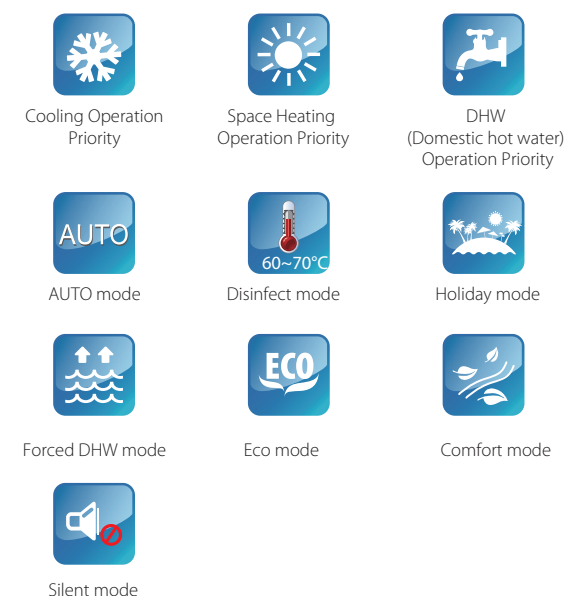 Cooling Operation
Priority
Space Heating
Operation Priority
DHW
(Domestic hot water)
Operation Priority
AUTO
AUTO mode
60~70°C
Disinfect mode
Holiday mode
Forced DHW mode
ECO
Eco mode
Comfort mode
Silent mode